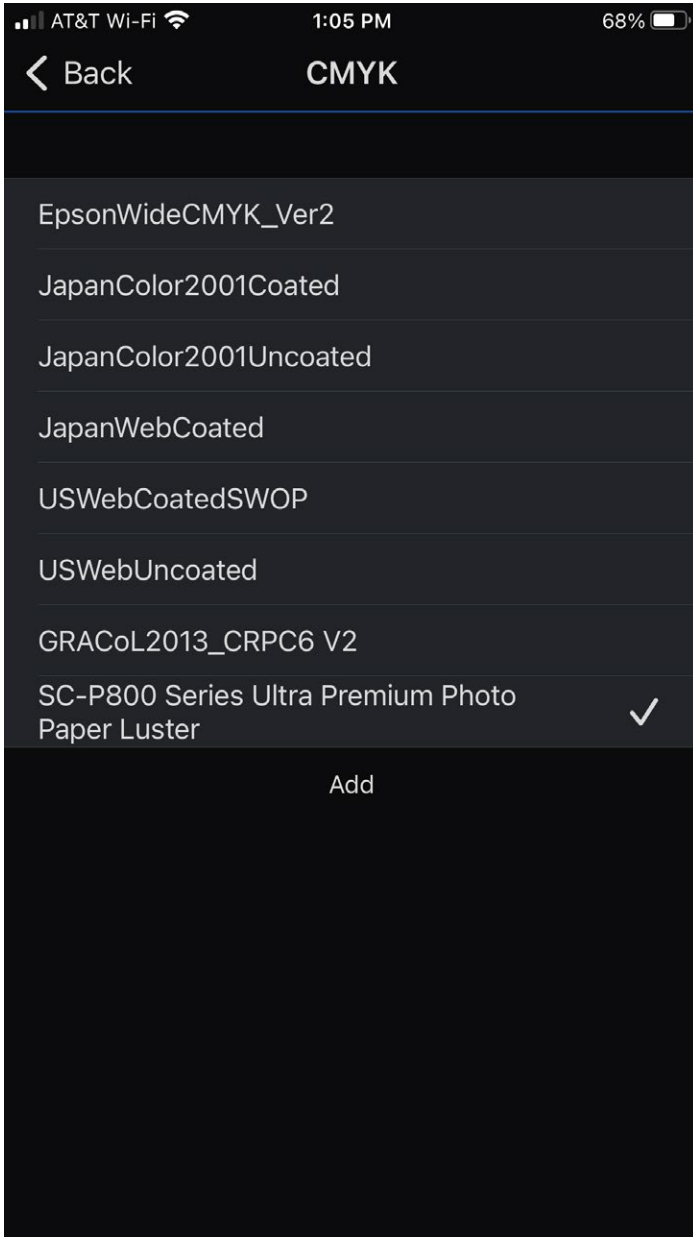 AT&T Wi-Fi 1:05 PM 68%
Back CMYK
EpsonWideCMYK_Ver2
JapanColor2001Coated
JapanColor2001Uncoated
JapanWebCoated
USWebCoatedSWOP
USWebUncoated
GRACoL2013_CRPC6 V2
SC-P800 Series Ultra Premium Photo
Paper Luster
Add